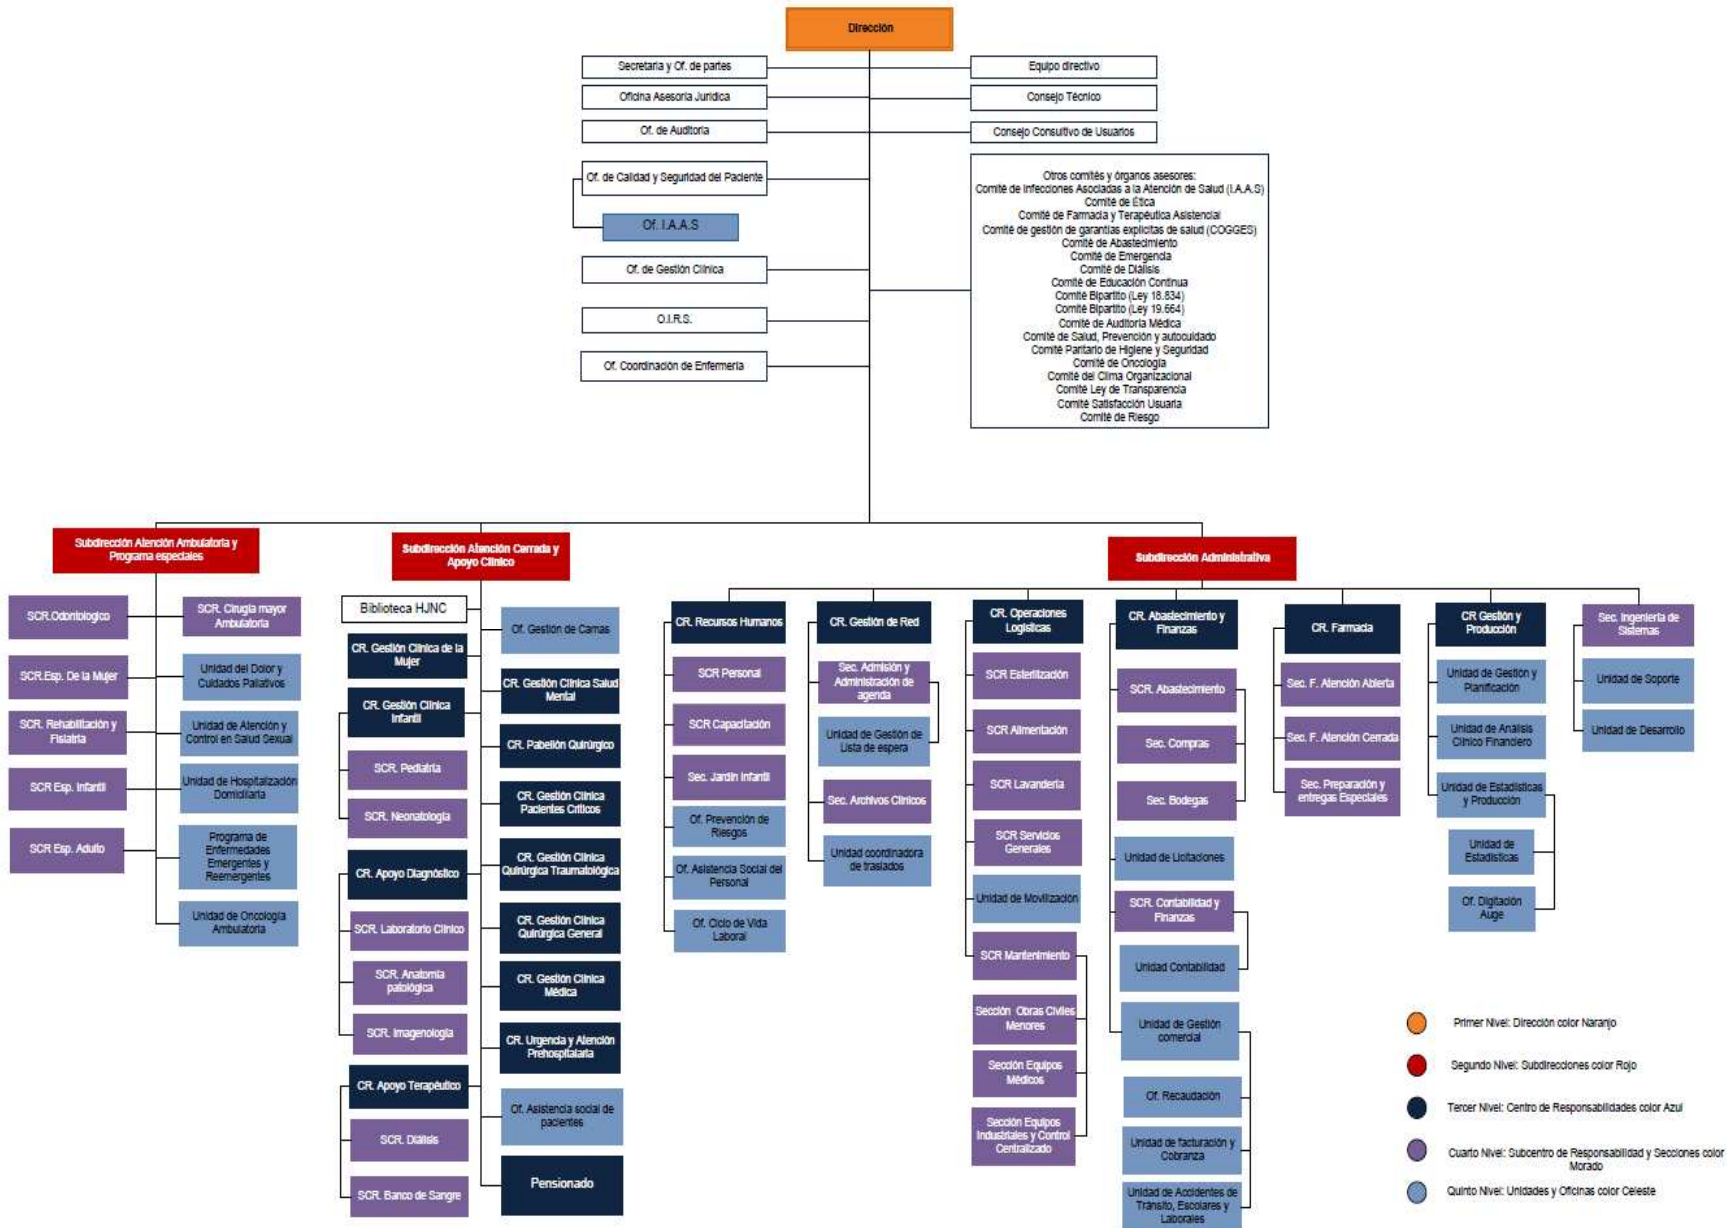 Dirección
Secretaria y Of. de partes
Equipo directivo
Oficina Asesoría Jurídica
Consejo Técnico
Of. de Auditoria
Consejo Consultivo de Usuarios
Of. de Calidad y Seguridad del Paciente
Of. I.A.A.S
Of. de Gestión Clínica
O.I.R.S.
Of. Coordinación de Enfermería
Otros comités y órganos asesores:
Comité de Infecciones Asociadas a la Atención de Salud (I.A.A.S)
Comité de Ética
Comité de Farmacia y Terapéutica Asistencial
Comité de gestión de garantías explicitas de salud (COGGES)
Comité de Abastecimiento
Comité de Emergencia
Comité de Diálisis
Comité de Educación Continua
Comité Bipartito (Ley 18.834)
Comité Bipartito (Ley 19.664)
Comité de Auditoría Médica
Comité de Salud, Prevención y autocuidado
Comité Paritario de Higiene y Seguridad
Comité de Oncología
Comité del Clima Organizacional
Comité Ley de Transparencia
Comité Satisfacción Usuaria
Comité de Riesgo
Subdirección Atención Ambulatoria y
Programa especiales
SCR.Odontologico
SCR. Cirugía mayor
Ambulatoria
SCR.Esp. De la Mujer
Unidad del Dolor y
Cuidados Paliativos
SCR. Rehabilitación y
Fisiatría
Unidad de Atención y
Control en Salud Sexual
SCR Esp. Infantil
Unidad de Hospitalización
Domiciliaria
SCR Esp. Adulto
Programa de
Enfermedades
Emergentes y
Reemergentes
Unidad de Oncología
Ambulatoria
Subdirección Atención Cerrada y
Apoyo Clínico
Biblioteca HJNC
Of. Gestión de Camas
CR. Gestión Clínica de la
Mujer
CR. Gestión Clínica Salud
Mental
CR. Gestión Clínica
Infantil
CR. Pabellón Quirúrgico
SCR. Pediatría
CR. Gestión Clínica
Pacientes Críticos
SCR. Neonatología
CR. Gestión Clínica
Quirúrgica Traumatológica
CR. Apoyo Diagnóstico
SCR. Laboratorio Clínico
CR. Gestión Clínica
Quirúrgica General
SCR. Anatomía
patológica
CR. Gestión Clínica
Médica
SCR. Imagenología
CR. Urgencia y Atención
Prehospitalaria
CR. Apoyo Terapéutico
Of. Asistencia social de
pacientes
SCR. Diálisis
SCR. Banco de Sangre
Pensionado
Subdirección Administrativa
CR. Recursos Humanos
SCR Personal
SCR Capacitación
Sec. Jardín Infantil
Of. Prevención de
Riesgos
Of. Asistencia Social del
Personal
Of. Ciclo de Vida
Laboral
CR. Gestión de Red
Sec. Admisión y
Administración de
agenda
Unidad de Gestión de
Lista de espera
Sec. Archivos Clínicos
Unidad coordinadora
de traslados
CR. Operaciones
Logísticas
SCR Esterilización
SCR Alimentación
SCR Lavandería
SCR Servicios
Generales
Unidad de Movilización
SCR Mantenimiento
Sección Obras Civiles
Menores
Sección Equipos
Médicos
Sección Equipos
Industriales y Control
Centralizado
CR. Abastecimiento y
Finanzas
SCR. Abastecimiento
Sec. Compras
Sec. Bodegas
Unidad de Licitaciones
SCR. Contabilidad y
Finanzas
Unidad Contabilidad
Unidad de Gestión
comercial
Of. Recaudación
Unidad de facturación y
Cobranza
Unidad de Accidentes de
Tránsito, Escolares y
Laborales
CR. Farmacia
Sec. F. Atención Abierta
Sec. F. Atención Cerrada
Sec. Preparación y
entregas Especiales
CR Gestión y
Producción
Unidad de Gestión y
Planificación
Unidad de Análisis
Clínico Financiero
Unidad de Estadísticas
y Producción
Unidad de
Estadísticas
Of. Digitación
Auge
Sec. Ingeniería de
Sistemas
Unidad de Soporte
Unidad de Desarrollo
Primer Nivel: Dirección color Naranjo
Segundo Nivel: Subdirecciones color Rojo
Tercer Nivel: Centro de Responsabilidades color Azul
Cuarto Nivel: Subcentro de Responsabilidad y Secciones color
Morado
Quinto Nivel: Unidades y Oficinas color Celeste